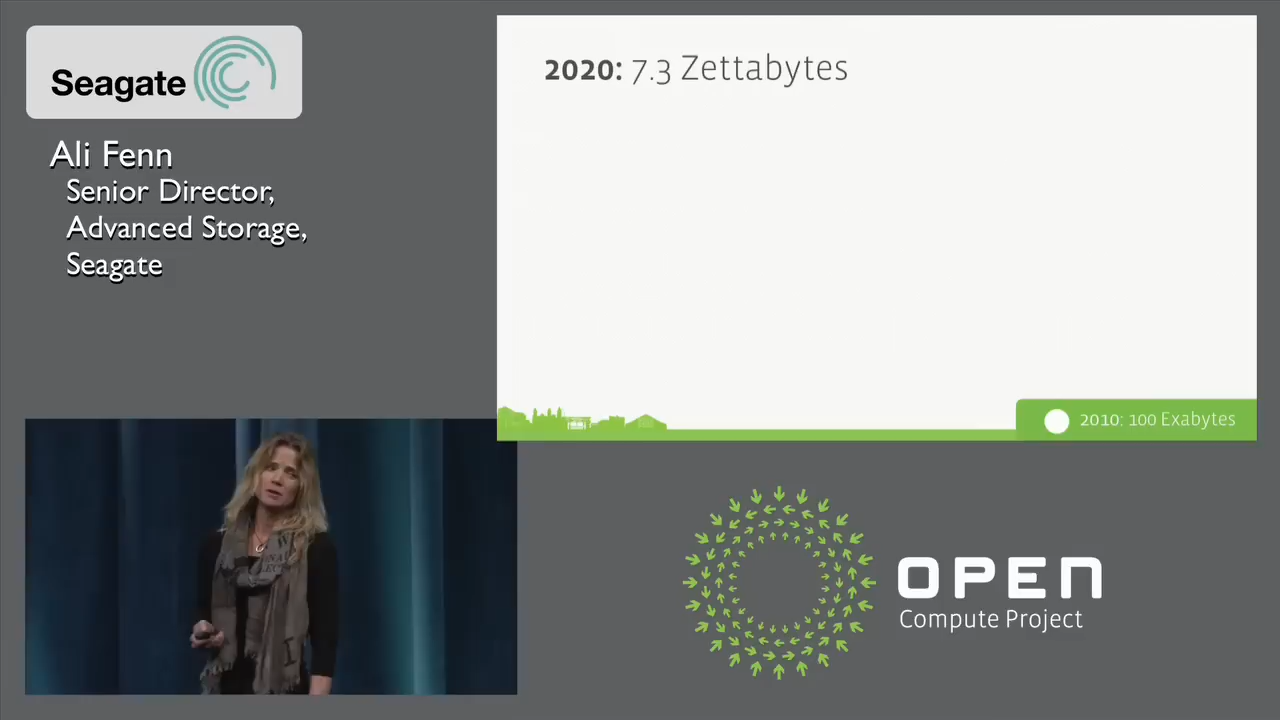 Seagate
Ali Fenn
Senior Director,
Advanced Storage,
Seagate
2020: 7.3 Zettabytes
2010: 100 Exabytes
OPEN
Compute Project